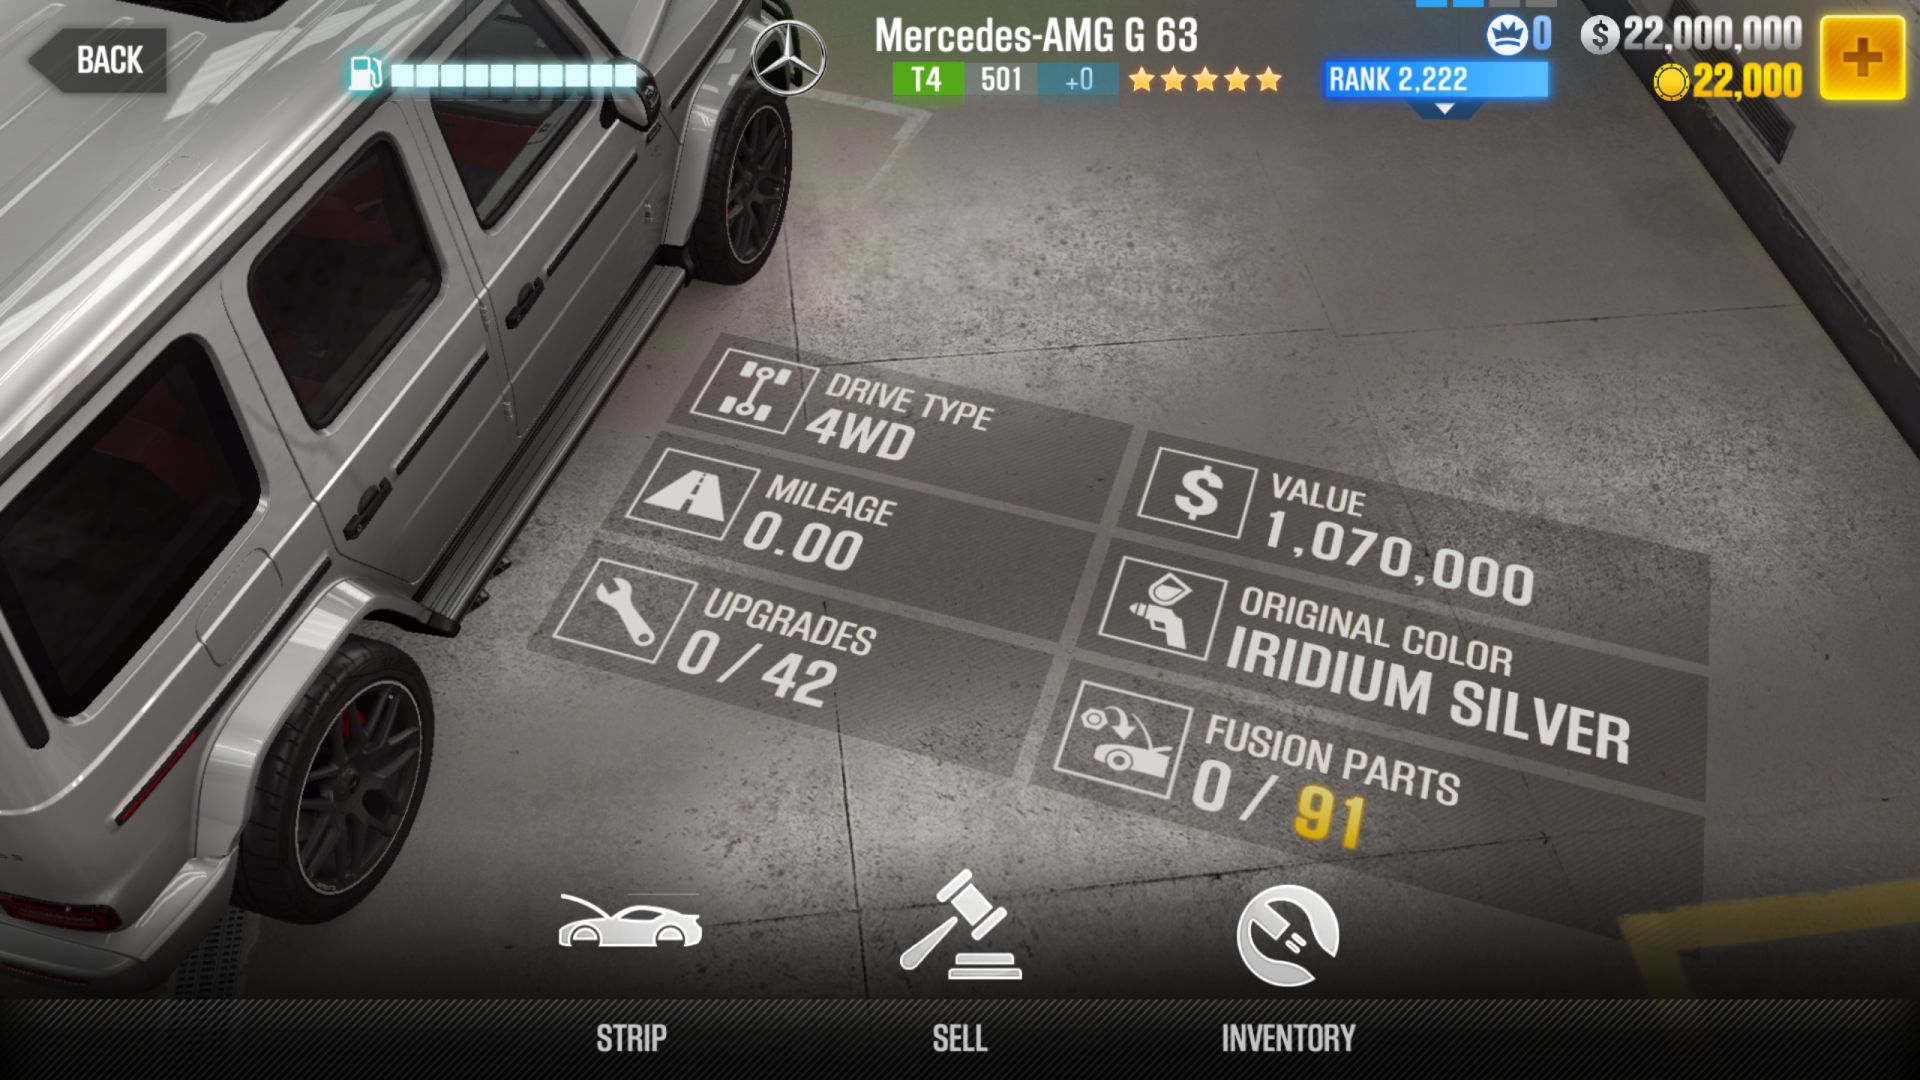 BACK
Mercedes-AMG G 63
T4 501 +0
RANK 2,222
0
22,000,000
22,000
DRIVE TYPE
4WD
MILEAGE
0.00
UPGRADES
0 / 42
VALUE
1,070,000
ORIGINAL COLOR
IRIDIUM SILVER
FUSION PARTS
0 / 91
STRIP
SELL
INVENTORY